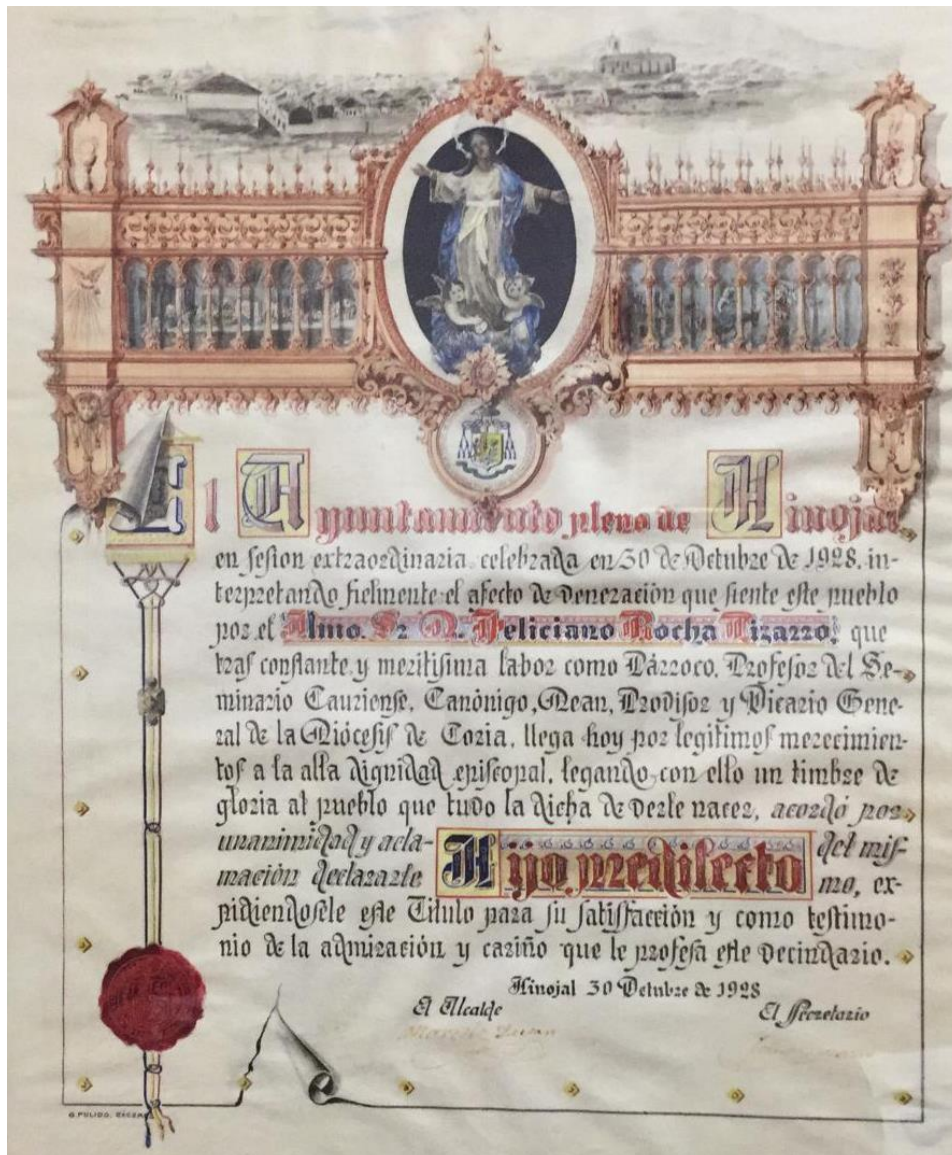 El Ayuntamiento pleno de Hinojal
en sesion extraordinaria celebrada en 30 de Octubre de 1928, in-
terpretando fielmente el afecto de veneración que siente este pueblo
por el Ilmo. Sr. D. Feliciano Rocha Pizarro, que
tras constante y meritísima labor como Párroco, Profesor del Se-
minario Cauriense, Canónigo, Dean, Provisor y Vicario Gene-
ral de la Diócesis de Coria, llega hoy por legítimos merecimien-
tos a la alta dignidad episcopal, legando con ello un timbre de
gloria al pueblo que tuvo la dicha de verle nacer, acordó por
unanimidad y acla-
mación declararle Hijo predilecto del mis-
mo, ex-
pidiendosele este Título para su satisfacción y como testimo-
nio de la admiración y cariño que le profesa este vecindario.
Hinojal 30 Octubre de 1928
El Alcalde El Secretario
G. PULIDO.